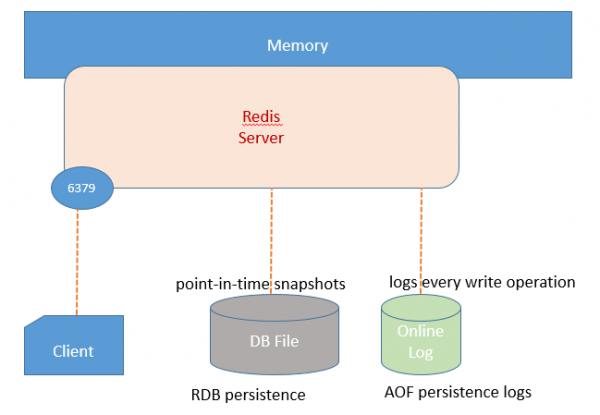 Memory
Redis
Server
6379
point-in-time snapshots
logs every write operation
Client
DB File
Online
Log
RDB persistence
AOF persistence logs